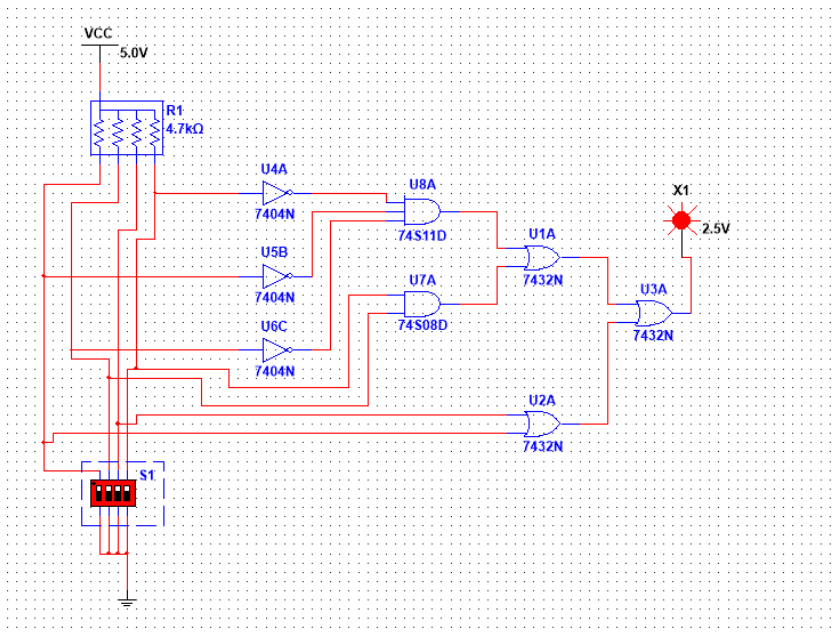 VCC
5.0V
R1
4.7kΩ
U4A
7404N
U8A
74S11D
X1
2.5V
U5B
7404N
U1A
7432N
U7A
74S08D
U3A
7432N
U6C
7404N
U2A
7432N
S1